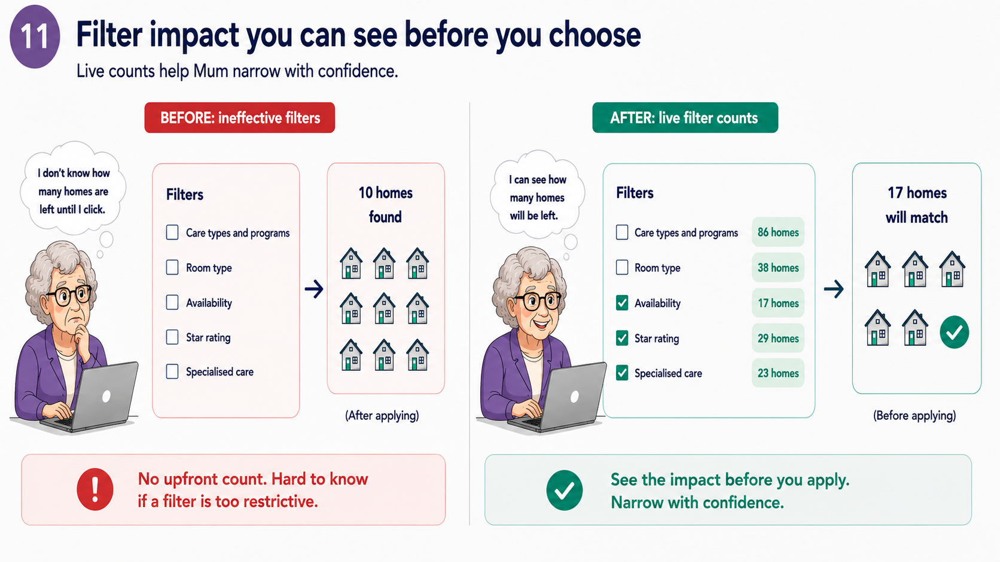 11
Filter impact you can see before you choose
Live counts help Mum narrow with confidence.
BEFORE: ineffective filters
I don't know how
many homes are
left until I click.
Filters
Care types and programs
Room type
Availability
Star rating
Specialised care
10 homes
found
(After applying)
No upfront count. Hard to know
if a filter is too restrictive.
AFTER: live filter counts
I can see how
many homes
will be left.
Filters
Care types and programs 86 homes
Room type 38 homes
Availability 17 homes
Star rating 29 homes
Specialised care 23 homes
17 homes
will match
(Before applying)
See the impact before you apply.
Narrow with confidence.